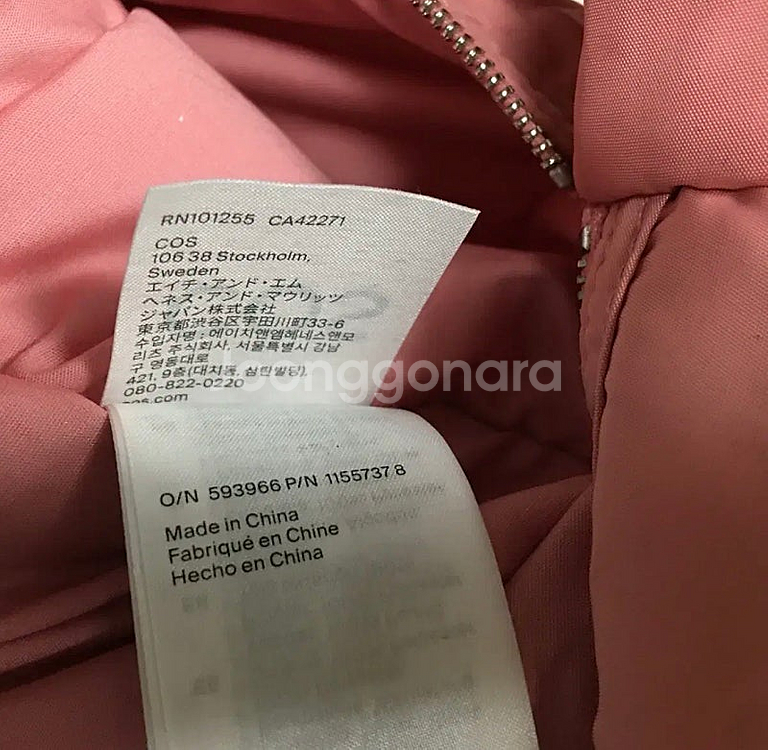 RN101255 CA42271
COS
106 38 Stockholm,
Sweden
エイチ・アンド・エム
ヘネス・アンド・マウリッツ
ジャパン株式会社
東京都渋谷区宇田川町33-6
수입자명 : 에이치앤엠헤네스앤모
리츠 주식회사, 서울특별시 강남
구 영동대로
421, 9층(대치동, 삼탄빌딩),
080-822-0220
cos.com
joonggonara
O/N 593966 P/N 1155737 8
Made in China
Fabriqué en Chine
Hecho en China